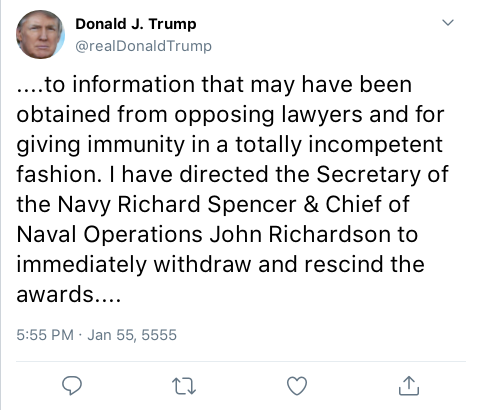 Donald J. Trump
@realDonaldTrump
....to information that may have been
obtained from opposing lawyers and for
giving immunity in a totally incompetent
fashion. I have directed the Secretary of
the Navy Richard Spencer & Chief of
Naval Operations John Richardson to
immediately withdraw and rescind the
awards....
5:55 PM · Jan 55, 5555